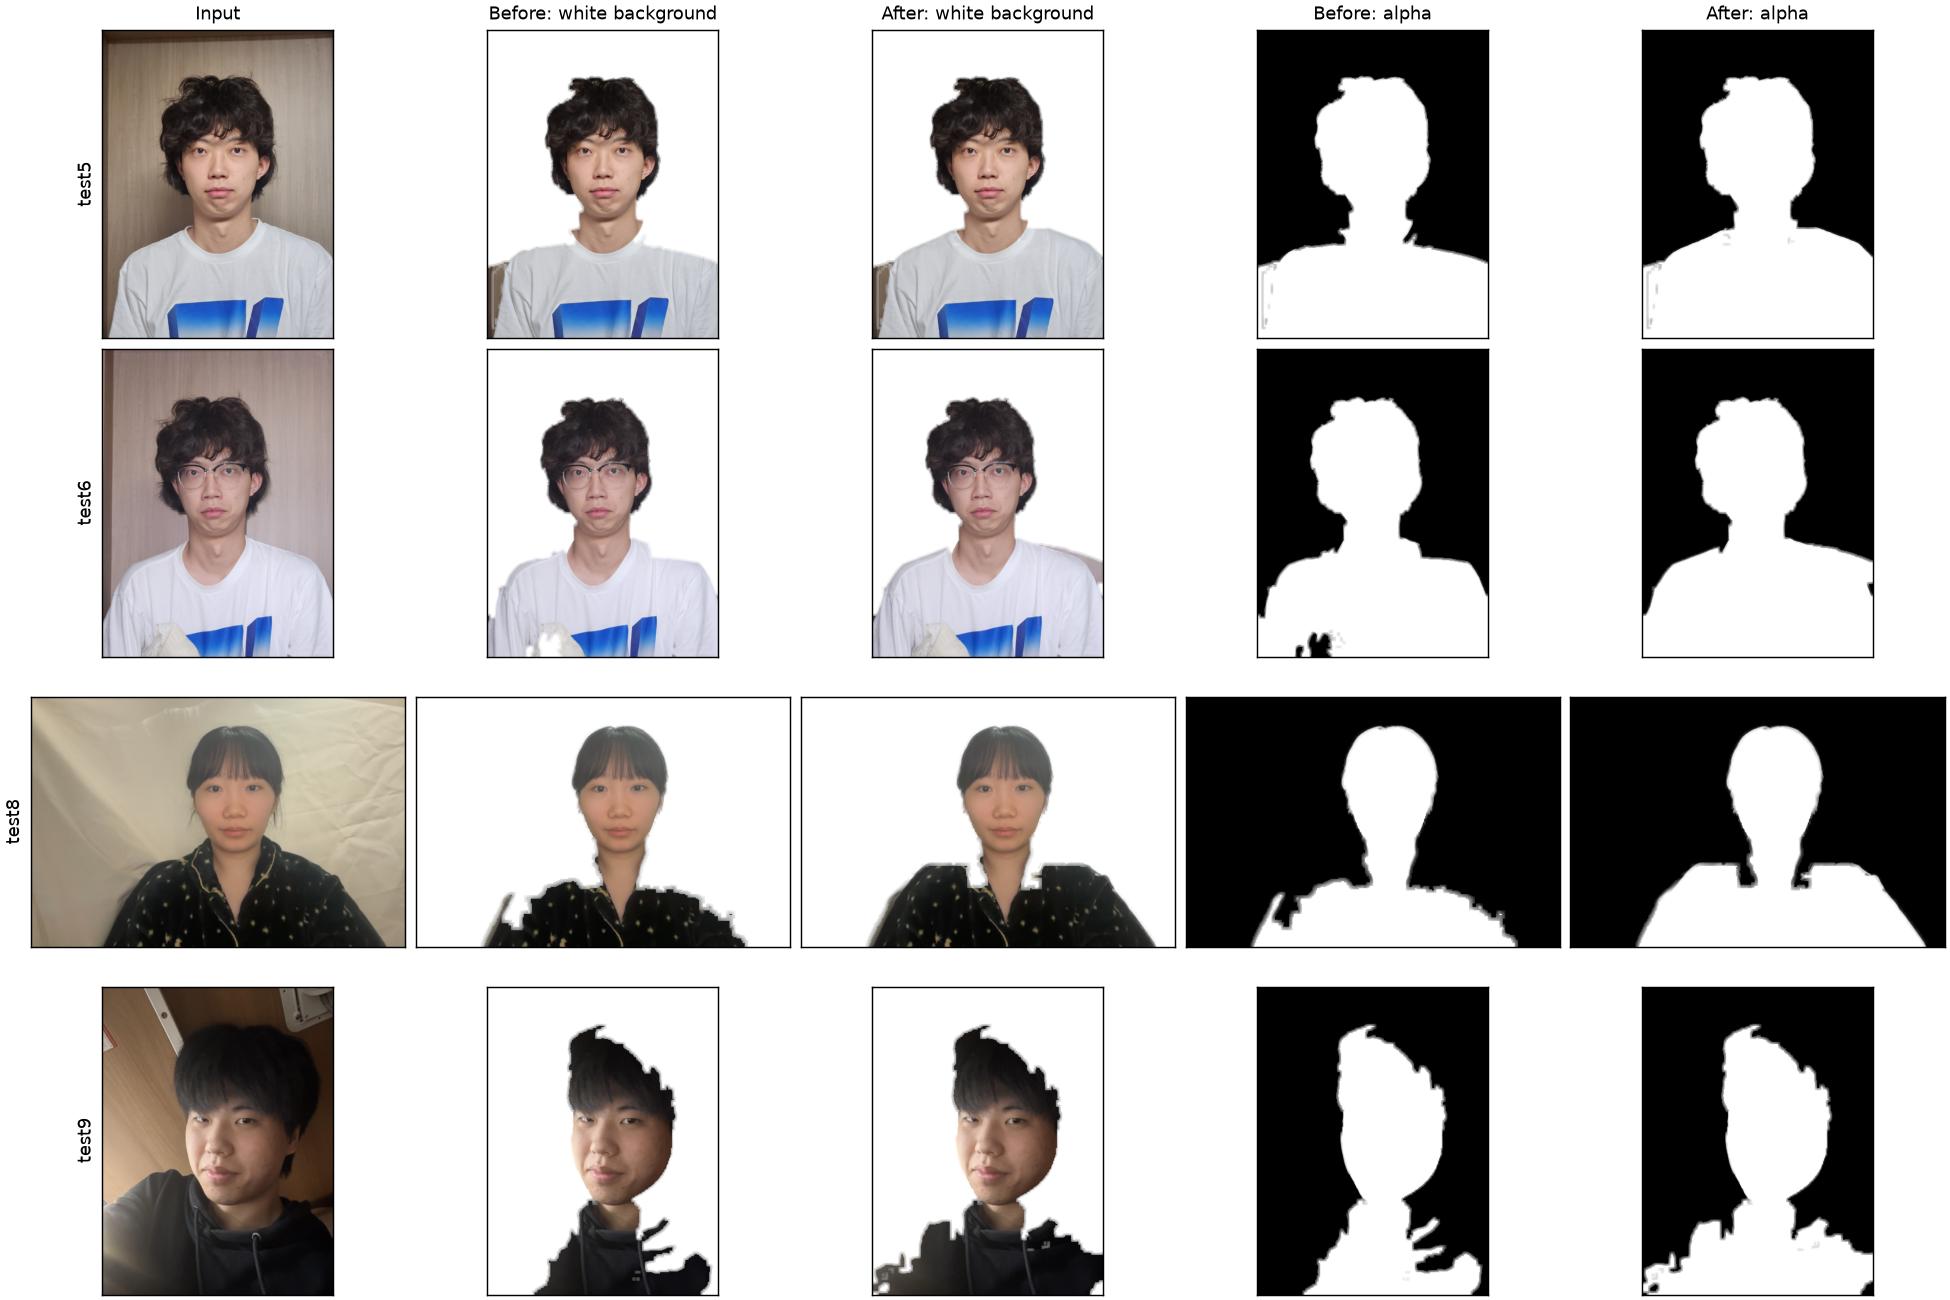 Input
Before: white background
After: white background
Before: alpha
After: alpha
test5
test6
test8
test9